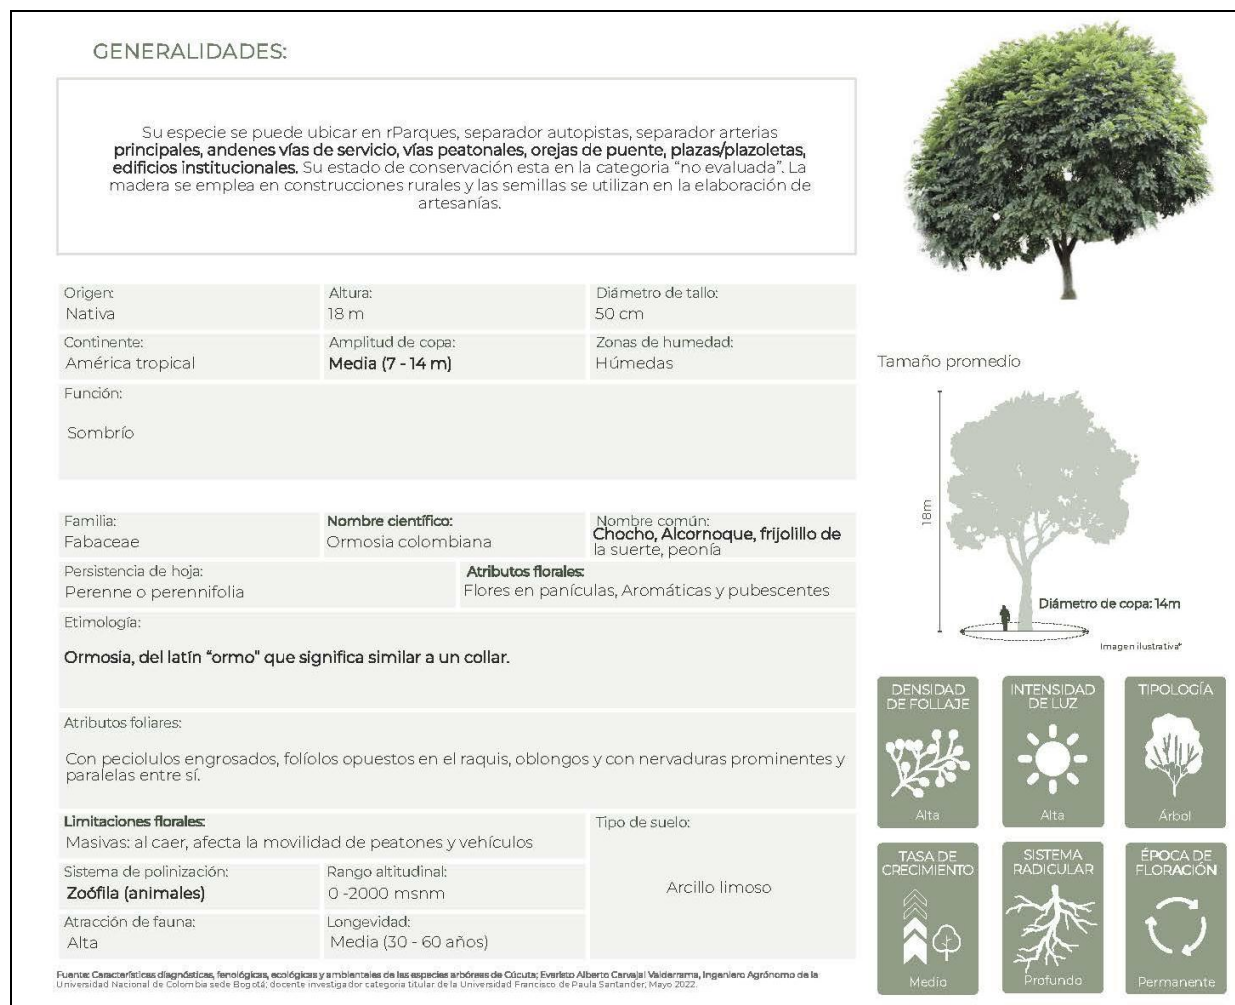 GENERALIDADES:
Su especie se puede ubicar en rParques, separador autopistas, separador arterias
principales, andenes vías de servicio, vías peatonales, orejas de puente, plazas/plazoletas,
edificios institucionales. Su estado de conservación esta en la categoria “no evaluada”. La
madera se emplea en construcciones rurales y las semillas se utilizan en la elaboración de
artesanías.
Origen:
Nativa
Altura:
18 m
Diámetro de tallo:
50 cm
Continente:
América tropical
Amplitud de copa:
Media (7 - 14 m)
Zonas de humedad:
Húmedas
Función:
Sombrío
Familia:
Fabaceae
Nombre científico:
Ormosia colombiana
Nombre común:
Chocho, Alcornoque, frijolillo de
la suerte, peonía
Persistencia de hoja:
Perenne o perennifolia
Atributos florales:
Flores en panículas, Aromáticas y pubescentes
Etimología:
Ormosia, del latín “ormo" que significa similar a un collar.
Atributos foliares:
Con peciolulos engrosados, folíolos opuestos en el raquis, oblongos y con nervaduras prominentes y
paralelas entre sí.
Limitaciones florales:
Masivas: al caer, afecta la movilidad de peatones y vehículos
Tipo de suelo:
Arcillo limoso
Sistema de polinización:
Zoófila (animales)
Rango altitudinal:
0 -2000 msnm
Atracción de fauna:
Alta
Longevidad:
Media (30 - 60 años)
Fuente: Características diagnósticas, fenológicas, ecológicas y ambientales de las especies arbóreas de Cúcuta; Evaristo Alberto Carvajal Valderrama, Ingeniero Agrónomo de la
Universidad Nacional de Colombia sede Bogotá; docente investigador categoria titular de la Universidad Francisco de Paula Santander, Mayo 2022.
Tamaño promedio
18m
Diámetro de copa: 14m
Imagen ilustrativa*
DENSIDAD
DE FOLLAJE
Alta
INTENSIDAD
DE LUZ
Alta
TIPOLOGÍA
Árbol
TASA DE
CRECIMIENTO
Media
SISTEMA
RADICULAR
Profundo
ÉPOCA DE
FLORACIÓN
Permanente